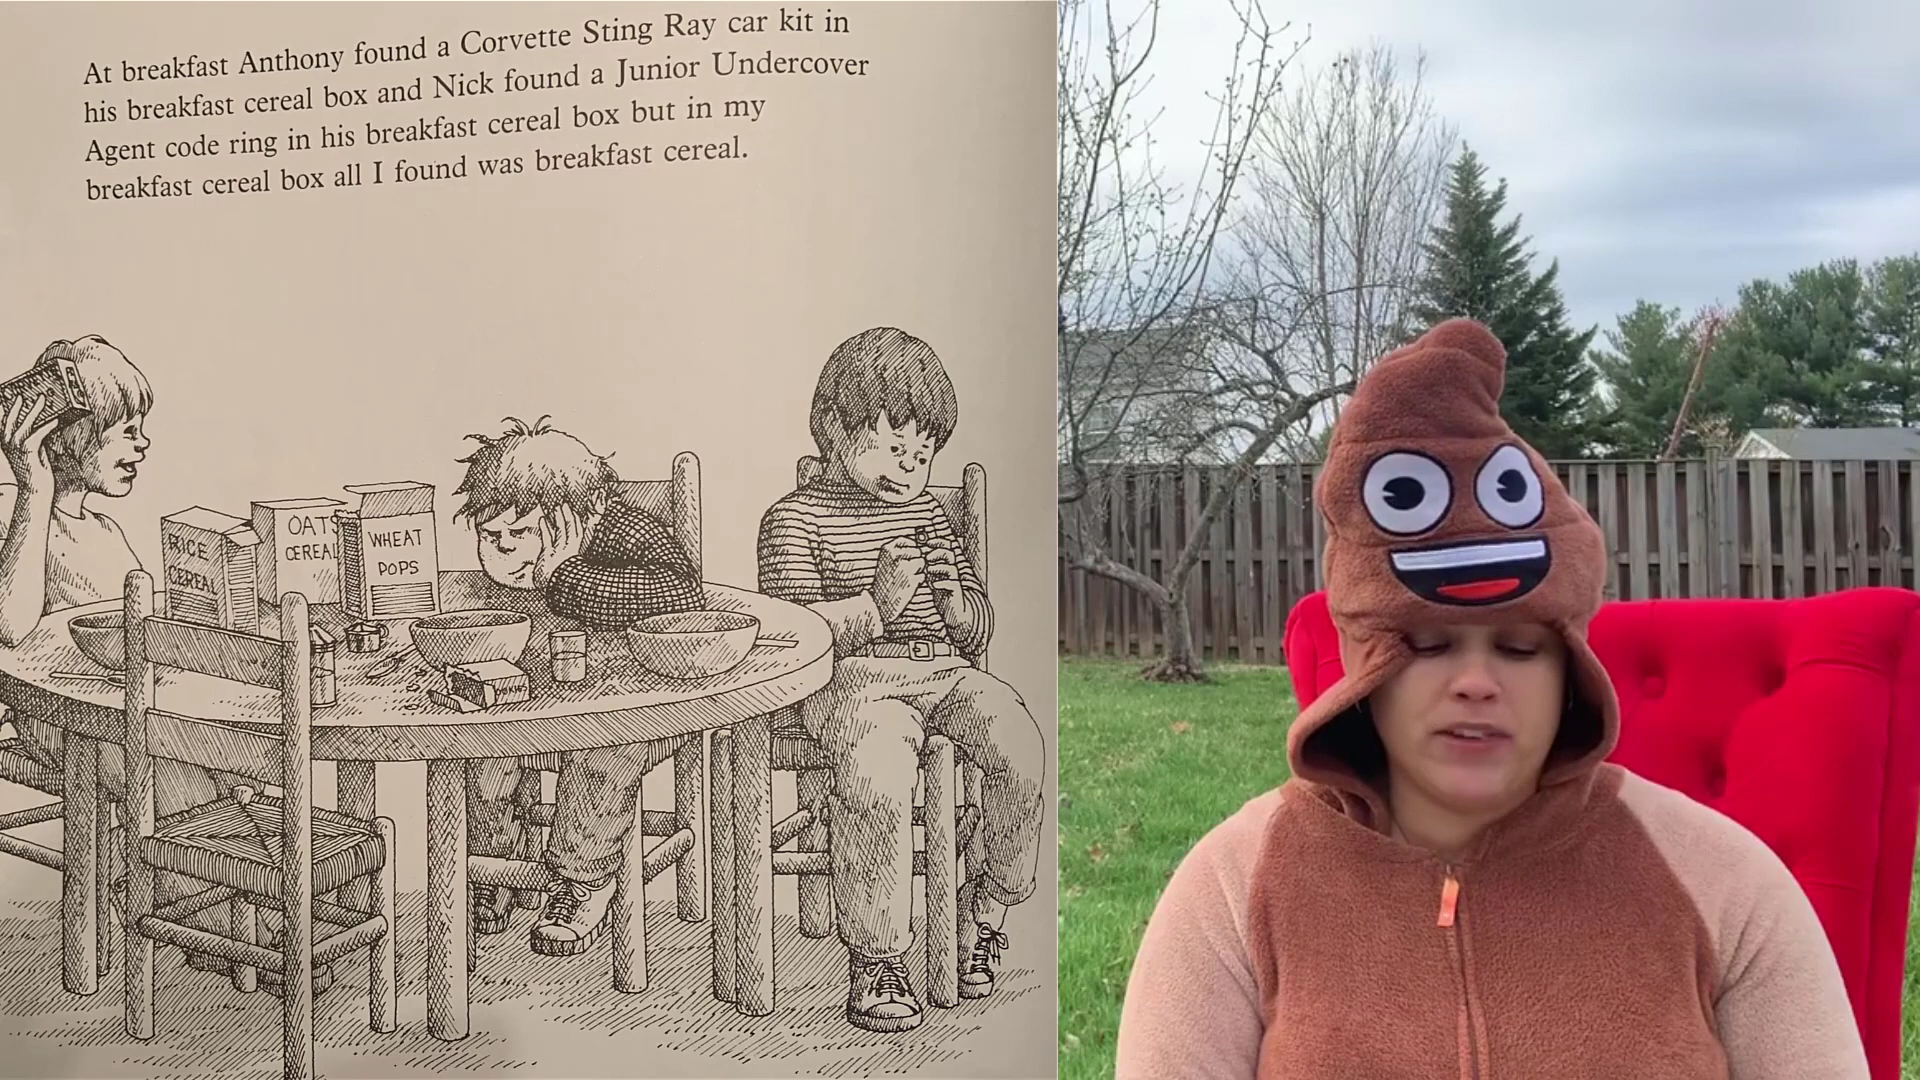 At breakfast Anthony found a Corvette Sting Ray car kit in
his breakfast cereal box and Nick found a Junior Undercover
Agent code ring in his breakfast cereal box but in my
breakfast cereal box all I found was breakfast cereal.
RICE
CEREAL
OATS
CEREAL
WHEAT
POPS